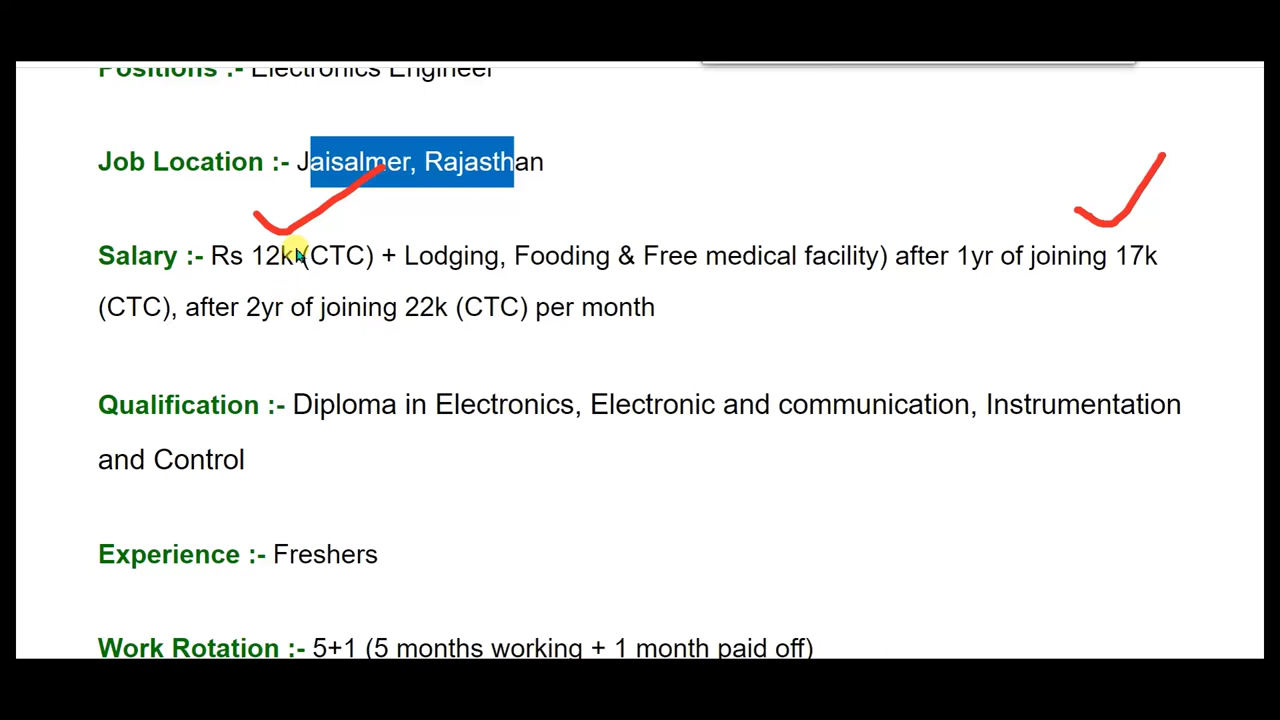 Positions :- Electronics Engineer
Job Location :- Jaisalmer, Rajasthan
Salary :- Rs 12k (CTC) + Lodging, Fooding & Free medical facility) after 1yr of joining 17k
(CTC), after 2yr of joining 22k (CTC) per month
Qualification :- Diploma in Electronics, Electronic and communication, Instrumentation
and Control
Experience :- Freshers
Work Rotation :- 5+1 (5 months working + 1 month paid off)